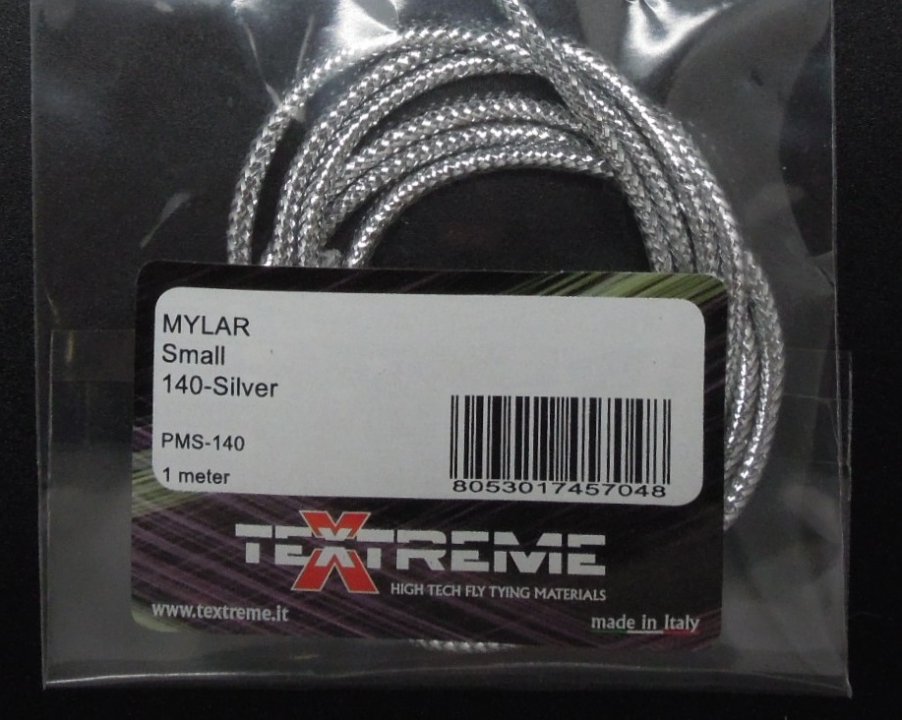 MYLAR
Small
140-Silver
PMS-140
1 meter
8053017457048
TEXTREME
HIGH TECH FLY TYING MATERIALS
www.textreme.it
made in Italy